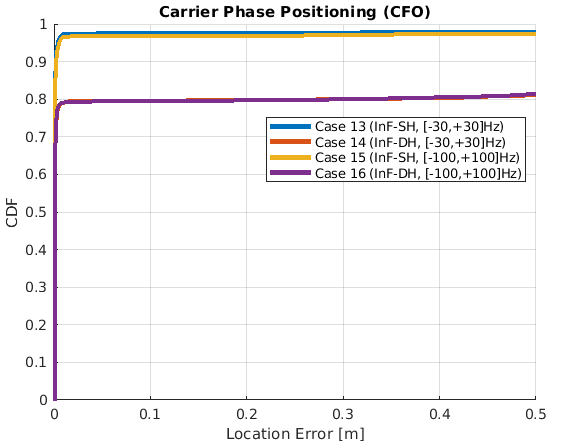 Carrier Phase Positioning (CFO)
1
0.9
0.8
0.7
0.6
0.5
0.4
0.3
0.2
0.1
0
CDF
Case 13 (InF-SH, [-30,+30]Hz)
Case 14 (InF-DH, [-30,+30]Hz)
Case 15 (InF-SH, [-100,+100]Hz)
Case 16 (InF-DH, [-100,+100]Hz)
0 0.1 0.2 0.3 0.4 0.5
Location Error [m]